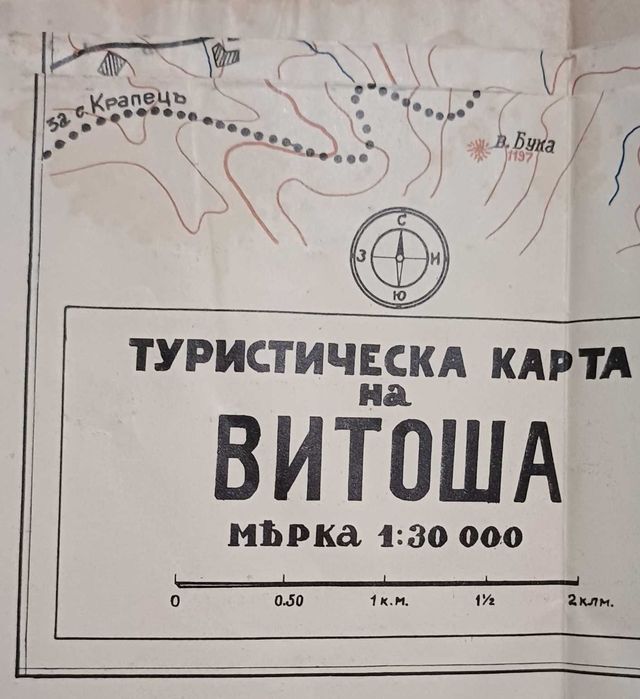 за с. Крапецъ
в. Бука
1197
С
З И
Ю
ТУРИСТИЧЕСКА КАРТА
на
ВИТОША
МѢРКА 1:30 000
0 0.50 1 к.м. 1½ 2 клм.